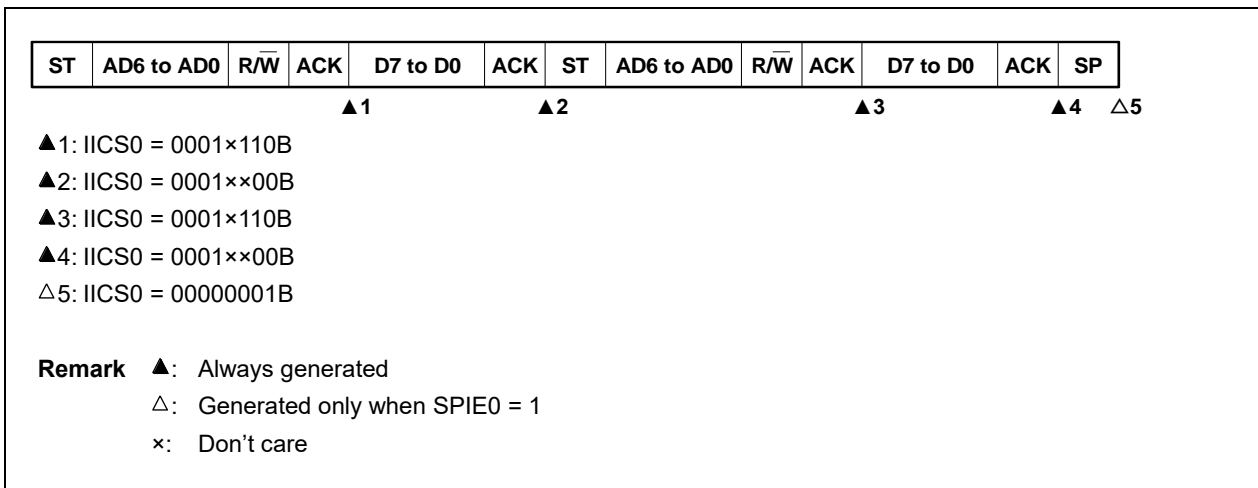 ST AD6 to AD0 R/W̅ ACK D7 to D0 ACK ST AD6 to AD0 R/W̅ ACK D7 to D0 ACK SP
▲1 ▲2 ▲3 ▲4 △5
▲1: IICS0 = 0001×110B
▲2: IICS0 = 0001××00B
▲3: IICS0 = 0001×110B
▲4: IICS0 = 0001××00B
△5: IICS0 = 00000001B
Remark ▲: Always generated
△: Generated only when SPIE0 = 1
×: Don’t care